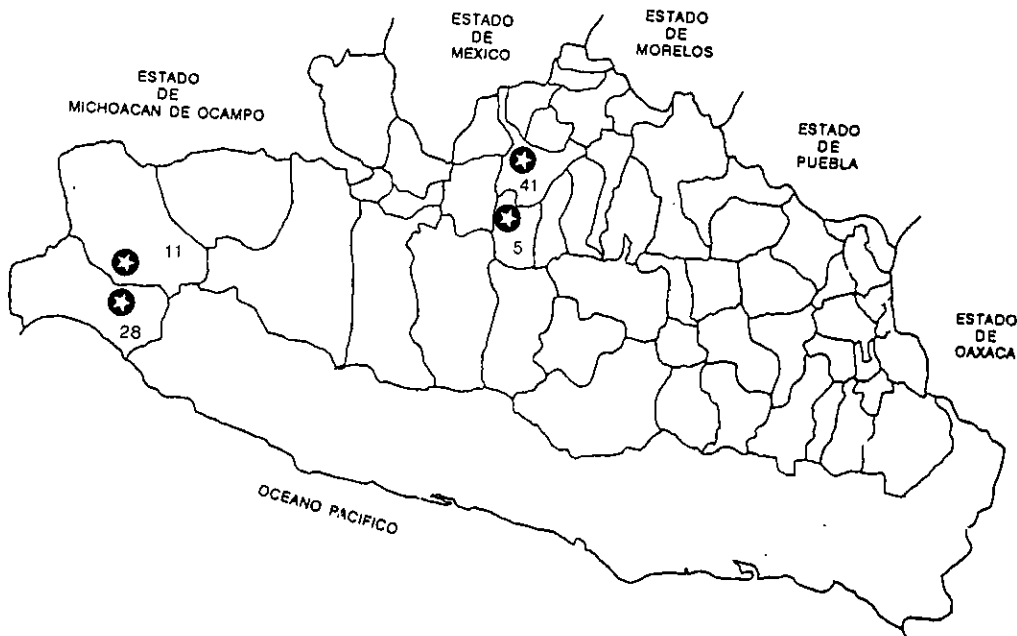 ESTADO
DE
MEXICO
ESTADO
DE
MORELOS
ESTADO
DE
MICHOACAN DE OCAMPO
ESTADO
DE
PUEBLA
41
5
11
28
ESTADO
DE
OAXACA
OCEANO PACIFICO